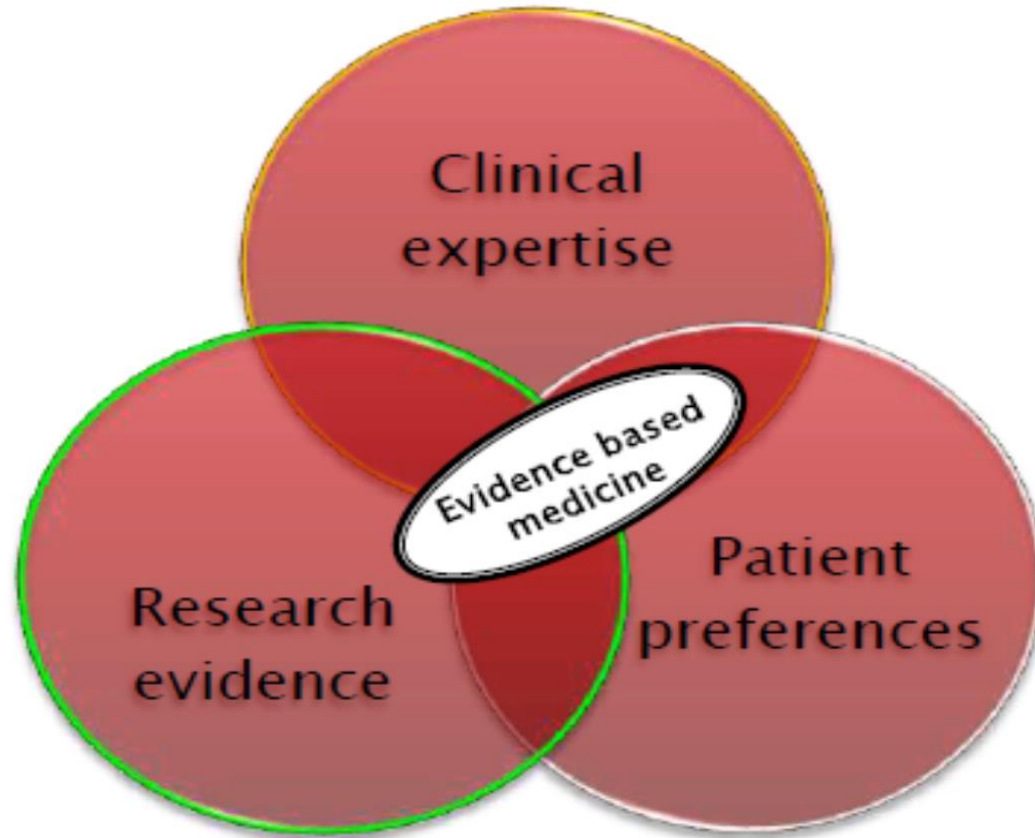 Clinical
expertise
Evidence based
medicine
Research
evidence
Patient
preferences